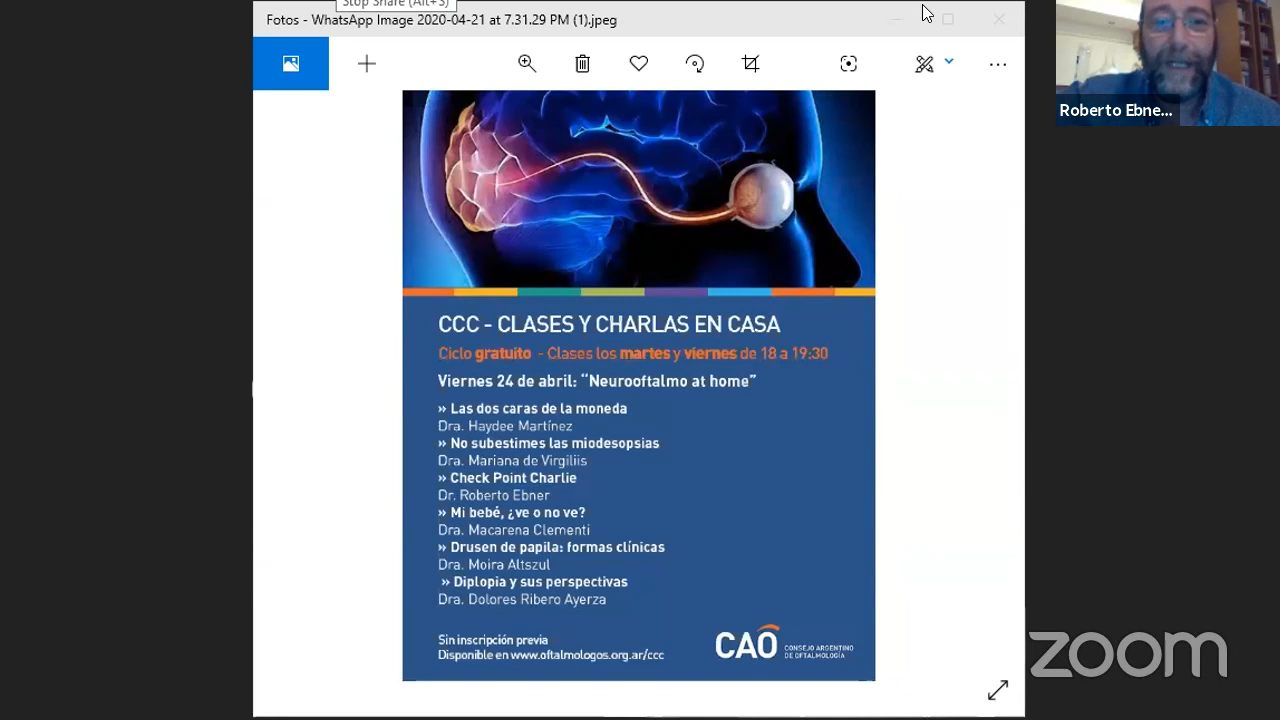 Stop Share (Alt+S)
Fotos - WhatsApp Image 2020-04-21 at 7.31.29 PM (1).jpeg
Roberto Ebne...
CCC - CLASES Y CHARLAS EN CASA
Ciclo gratuito - Clases los martes y viernes de 18 a 19:30
Viernes 24 de abril: “Neurooftalmo at home”
» Las dos caras de la moneda
Dra. Haydee Martínez
» No subestimes las miodesopsias
Dra. Mariana de Virgiliis
» Check Point Charlie
Dr. Roberto Ebner
» Mi bebé, ¿ve o no ve?
Dra. Macarena Clementi
» Drusen de papila: formas clínicas
Dra. Moira Altszul
» Diplopia y sus perspectivas
Dra. Dolores Ribero Ayerza
Sin inscripción previa
Disponible en www.oftalmologos.org.ar/ccc
CAO
CONSEJO ARGENTINO
DE OFTALMOLOGÍA
zoom